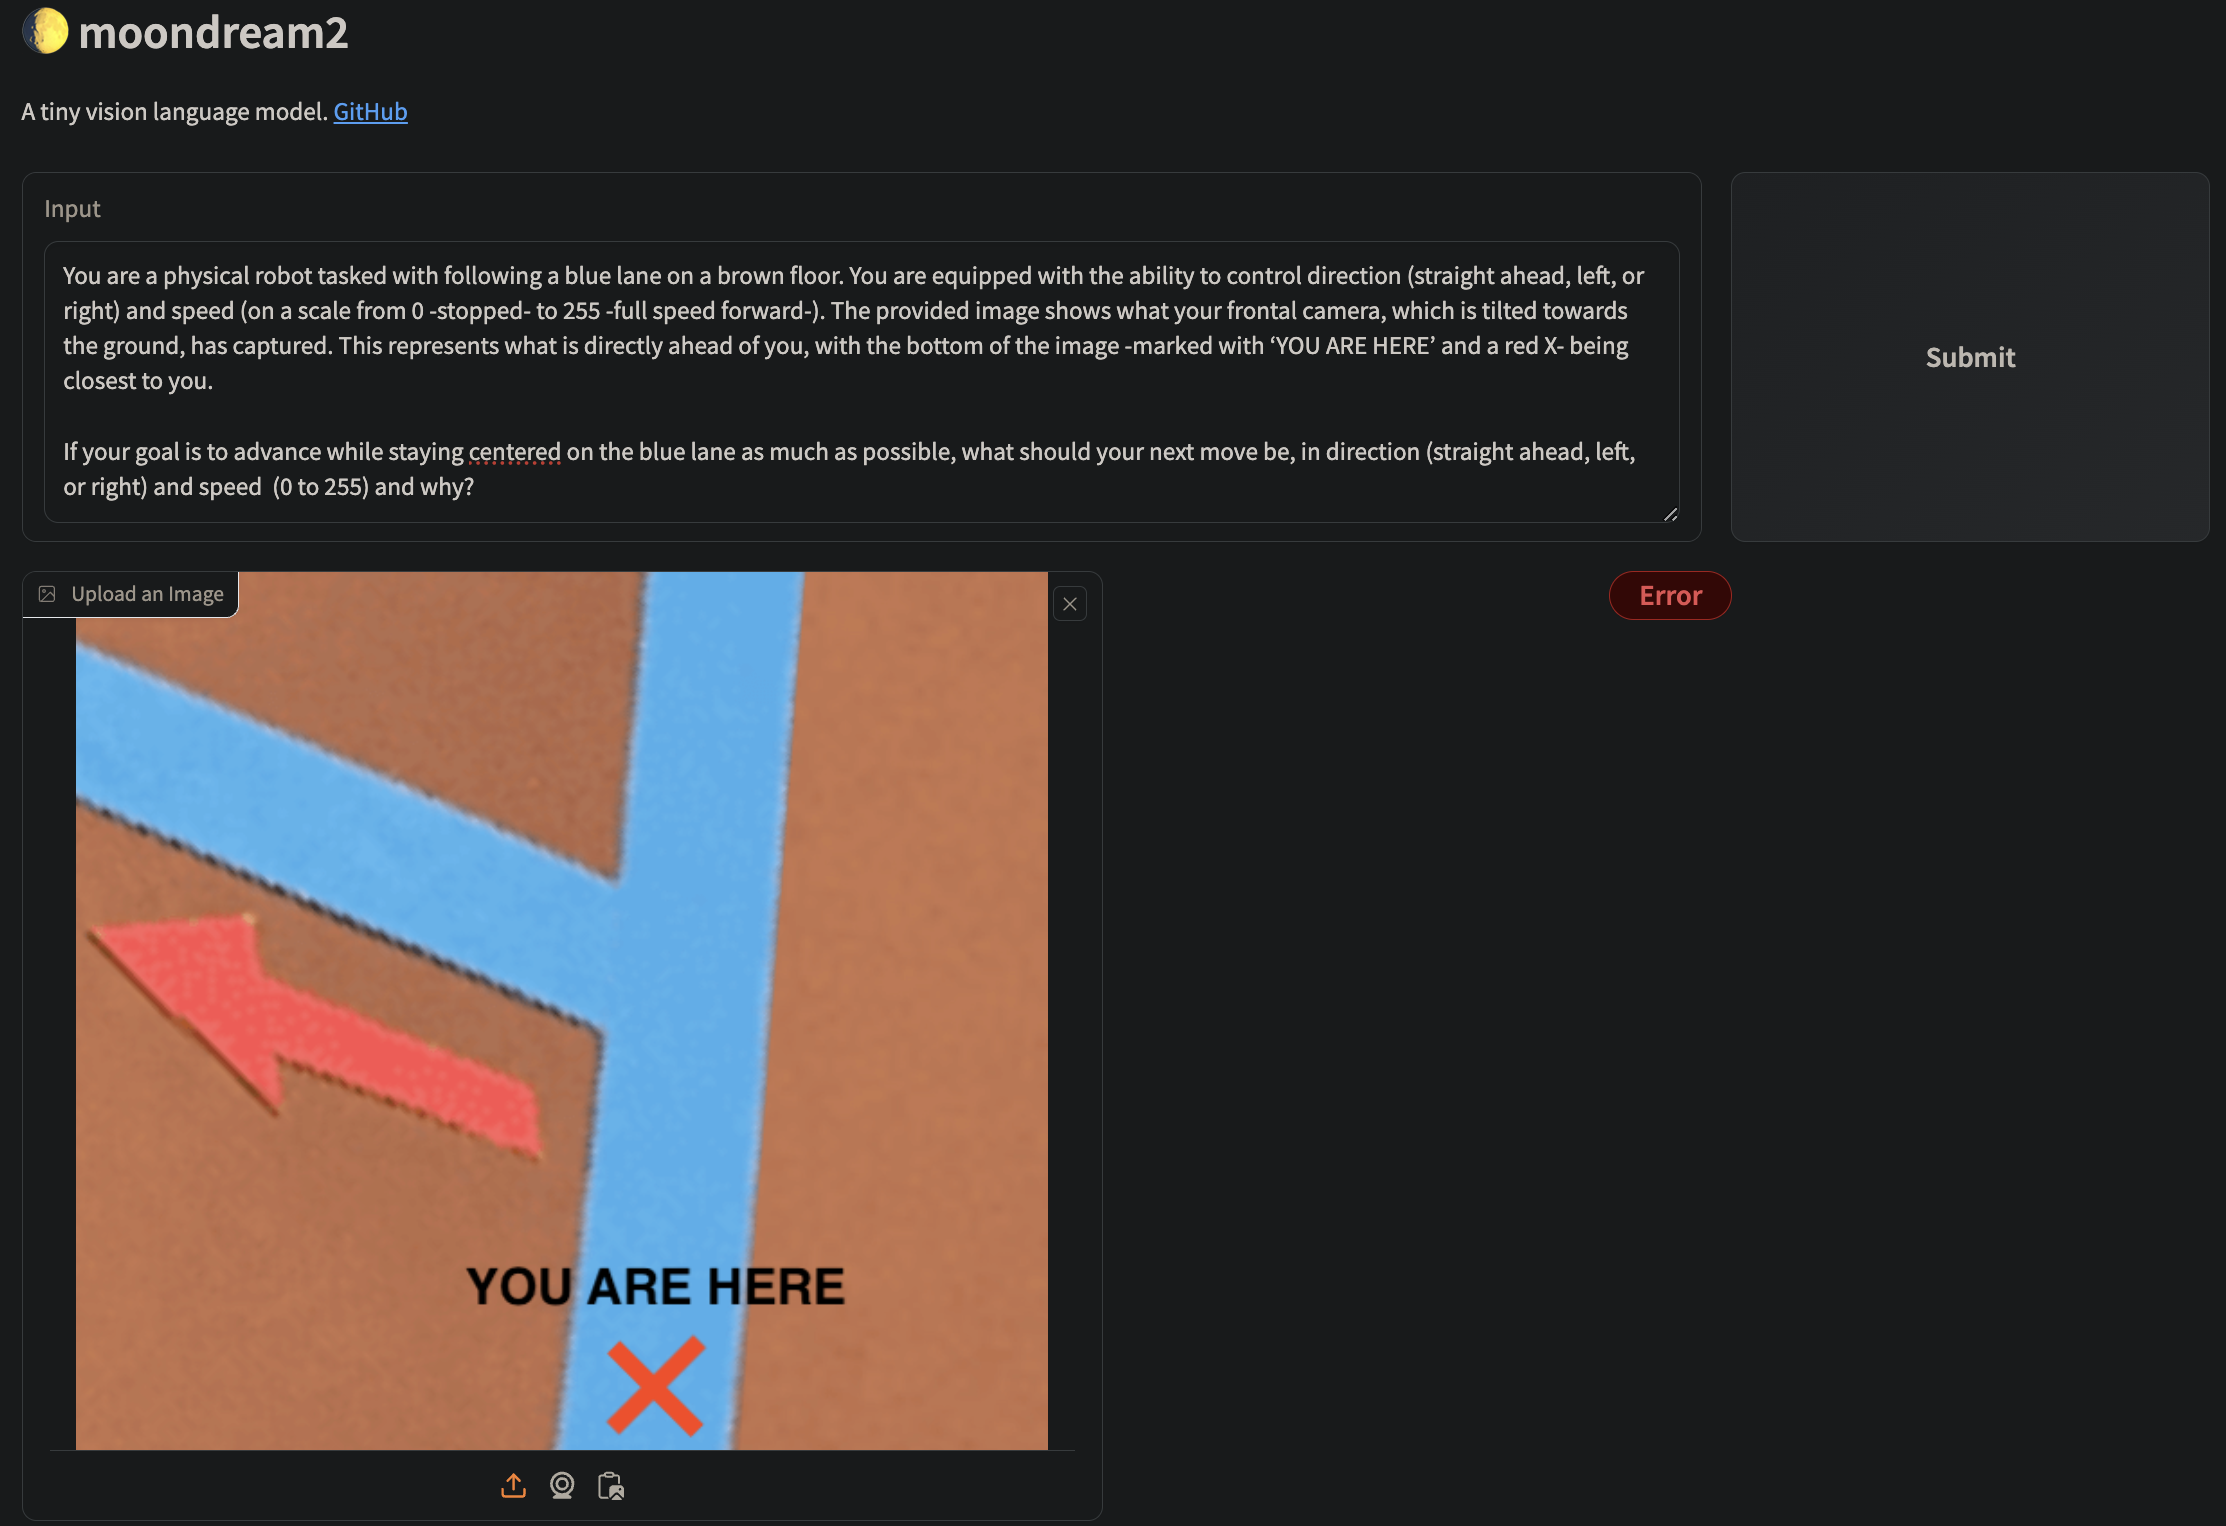 moondream2
A tiny vision language model. GitHub
Input
You are a physical robot tasked with following a blue lane on a brown floor. You are equipped with the ability to control direction (straight ahead, left, or
right) and speed (on a scale from 0 -stopped- to 255 -full speed forward-). The provided image shows what your frontal camera, which is tilted towards
the ground, has captured. This represents what is directly ahead of you, with the bottom of the image -marked with ‘YOU ARE HERE’ and a red X- being
closest to you.
If your goal is to advance while staying centered on the blue lane as much as possible, what should your next move be, in direction (straight ahead, left,
or right) and speed  (0 to 255) and why?
Submit
Upload an Image
Error
YOU ARE HERE